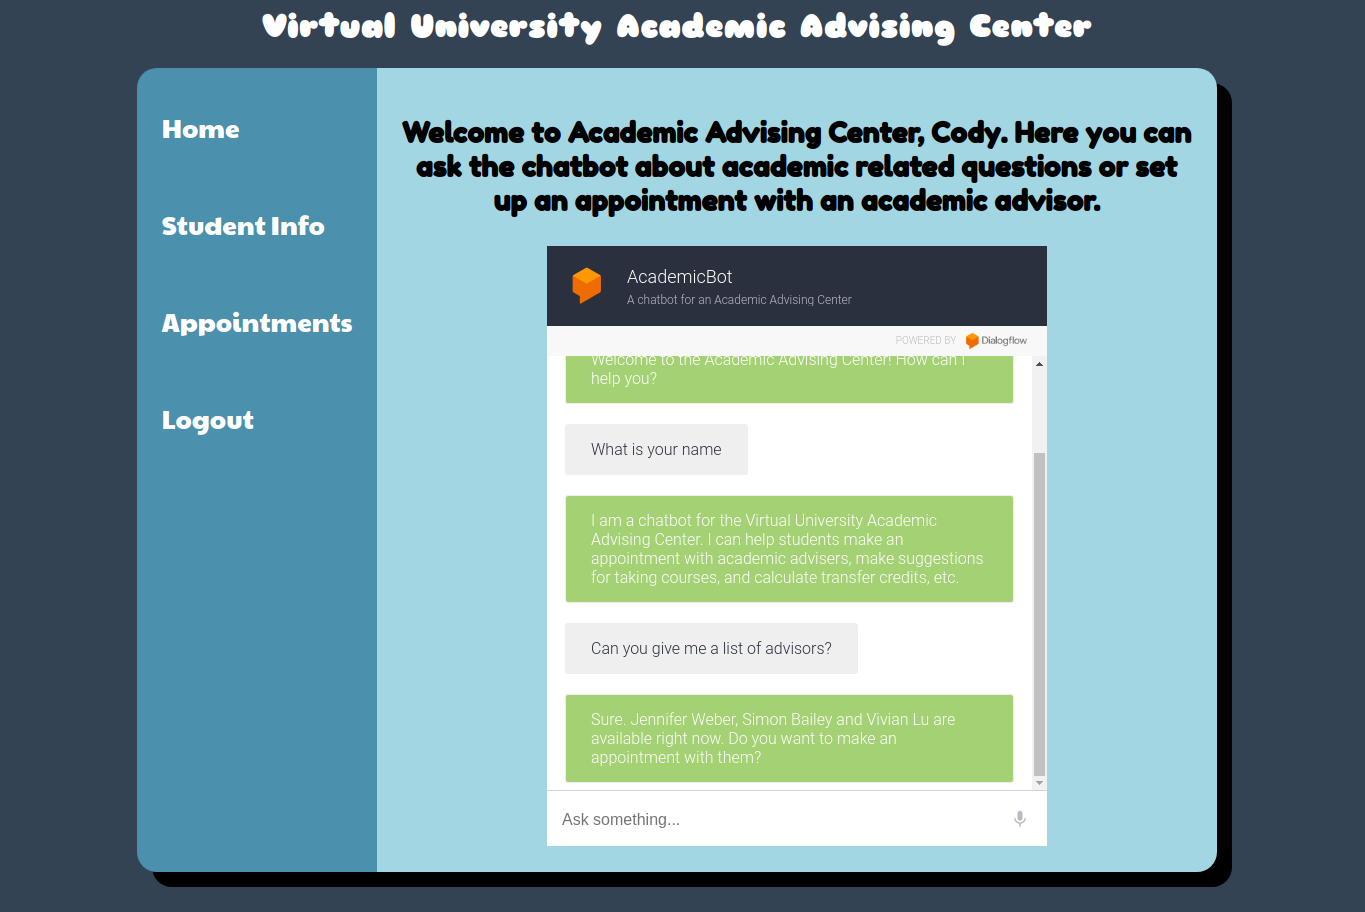 Virtual University Academic Advising Center
Home
Student Info
Appointments
Logout
Welcome to Academic Advising Center, Cody. Here you can
ask the chatbot about academic related questions or set
up an appointment with an academic advisor.
AcademicBot
A chatbot for an Academic Advising Center
POWERED BY Dialogflow
Welcome to the Academic Advising Center! How can I
help you?
What is your name
I am a chatbot for the Virtual University Academic
Advising Center. I can help students make an
appointment with academic advisers, make suggestions
for taking courses, and calculate transfer credits, etc.
Can you give me a list of advisors?
Sure. Jennifer Weber, Simon Bailey and Vivian Lu are
available right now. Do you want to make an
appointment with them?
Ask something...